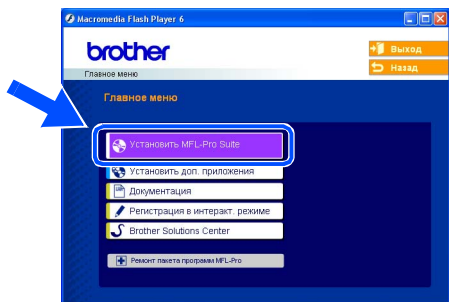 Macromedia Flash Player 6
brother
Выход
Назад
Главное меню
Главное меню
Установить MFL-Pro Suite
Установить доп. приложения
Документация
Регистрация в интеракт. режиме
Brother Solutions Center
Ремонт пакета программ MFL-Pro